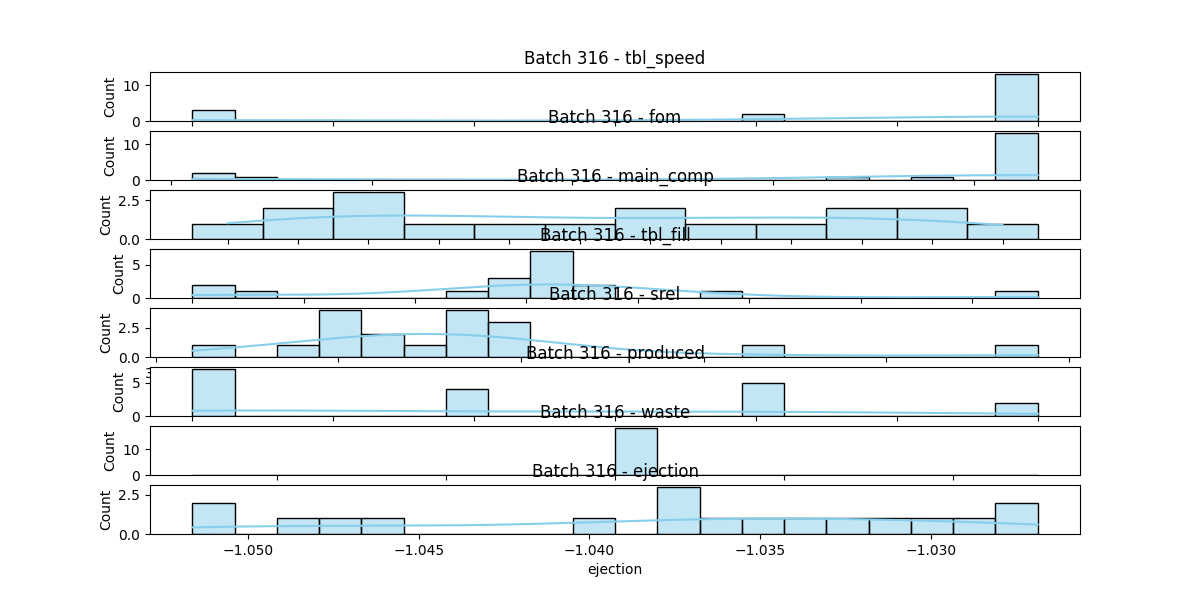 Batch 316 - tbl_speed
10
0
Count
Batch 316 - fom
10
0
Count
Batch 316 - main_comp
2.5
0.0
Count
Batch 316 - tbl_fill
5
0
Count
Batch 316 - srel
2.5
0.0
Count
Batch 316 - produced
5
0
Count
Batch 316 - waste
10
0
Count
Batch 316 - ejection
2.5
0.0
Count
−1.050 −1.045 −1.040 −1.035 −1.030
ejection